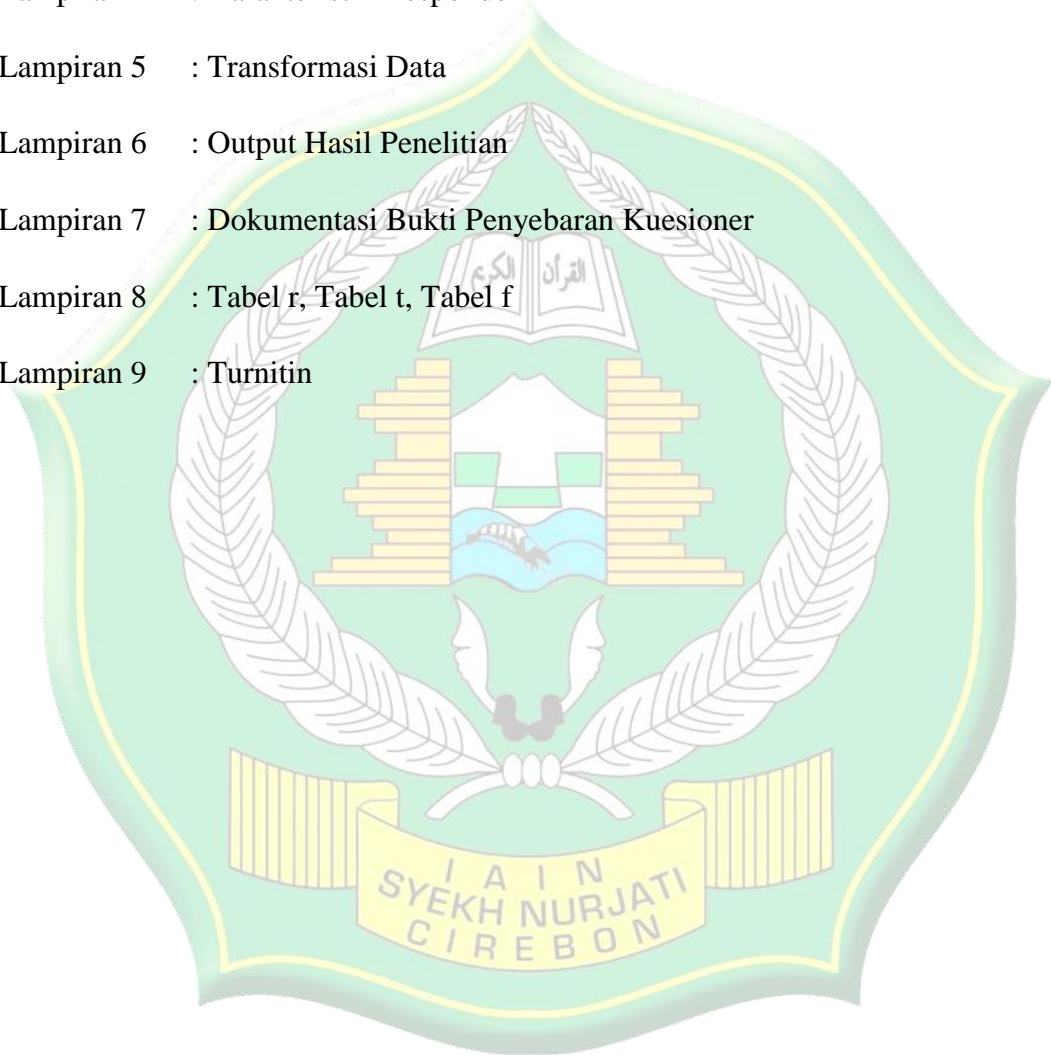 Lampiran 5 : Transformasi Data
Lampiran 6 : Output Hasil Penelitian
Lampiran 7 : Dokumentasi Bukti Penyebaran Kuesioner
القرآن الكريم
Lampiran 8 : Tabel r, Tabel t, Tabel f
Lampiran 9 : Turnitin
IAIN
SYEKH NURJATI
CIREBON